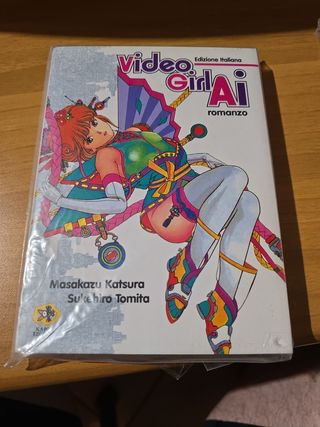 Edizione Italiana
Video
Girl Ai
romanzo
Masakazu Katsura
Sukehiro Tomita